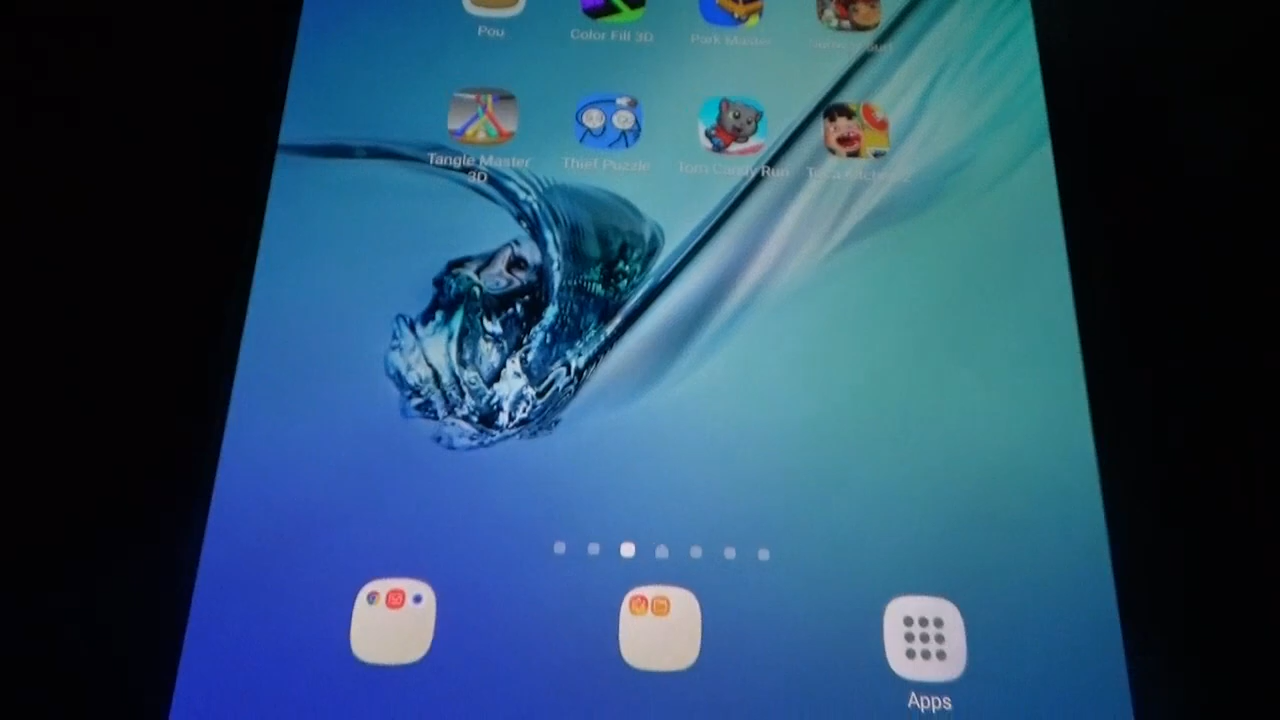 Pou
Color Fill 3D
Park Master
Tangle Master
3D
Thief Puzzle
Tom Candy Run
Apps